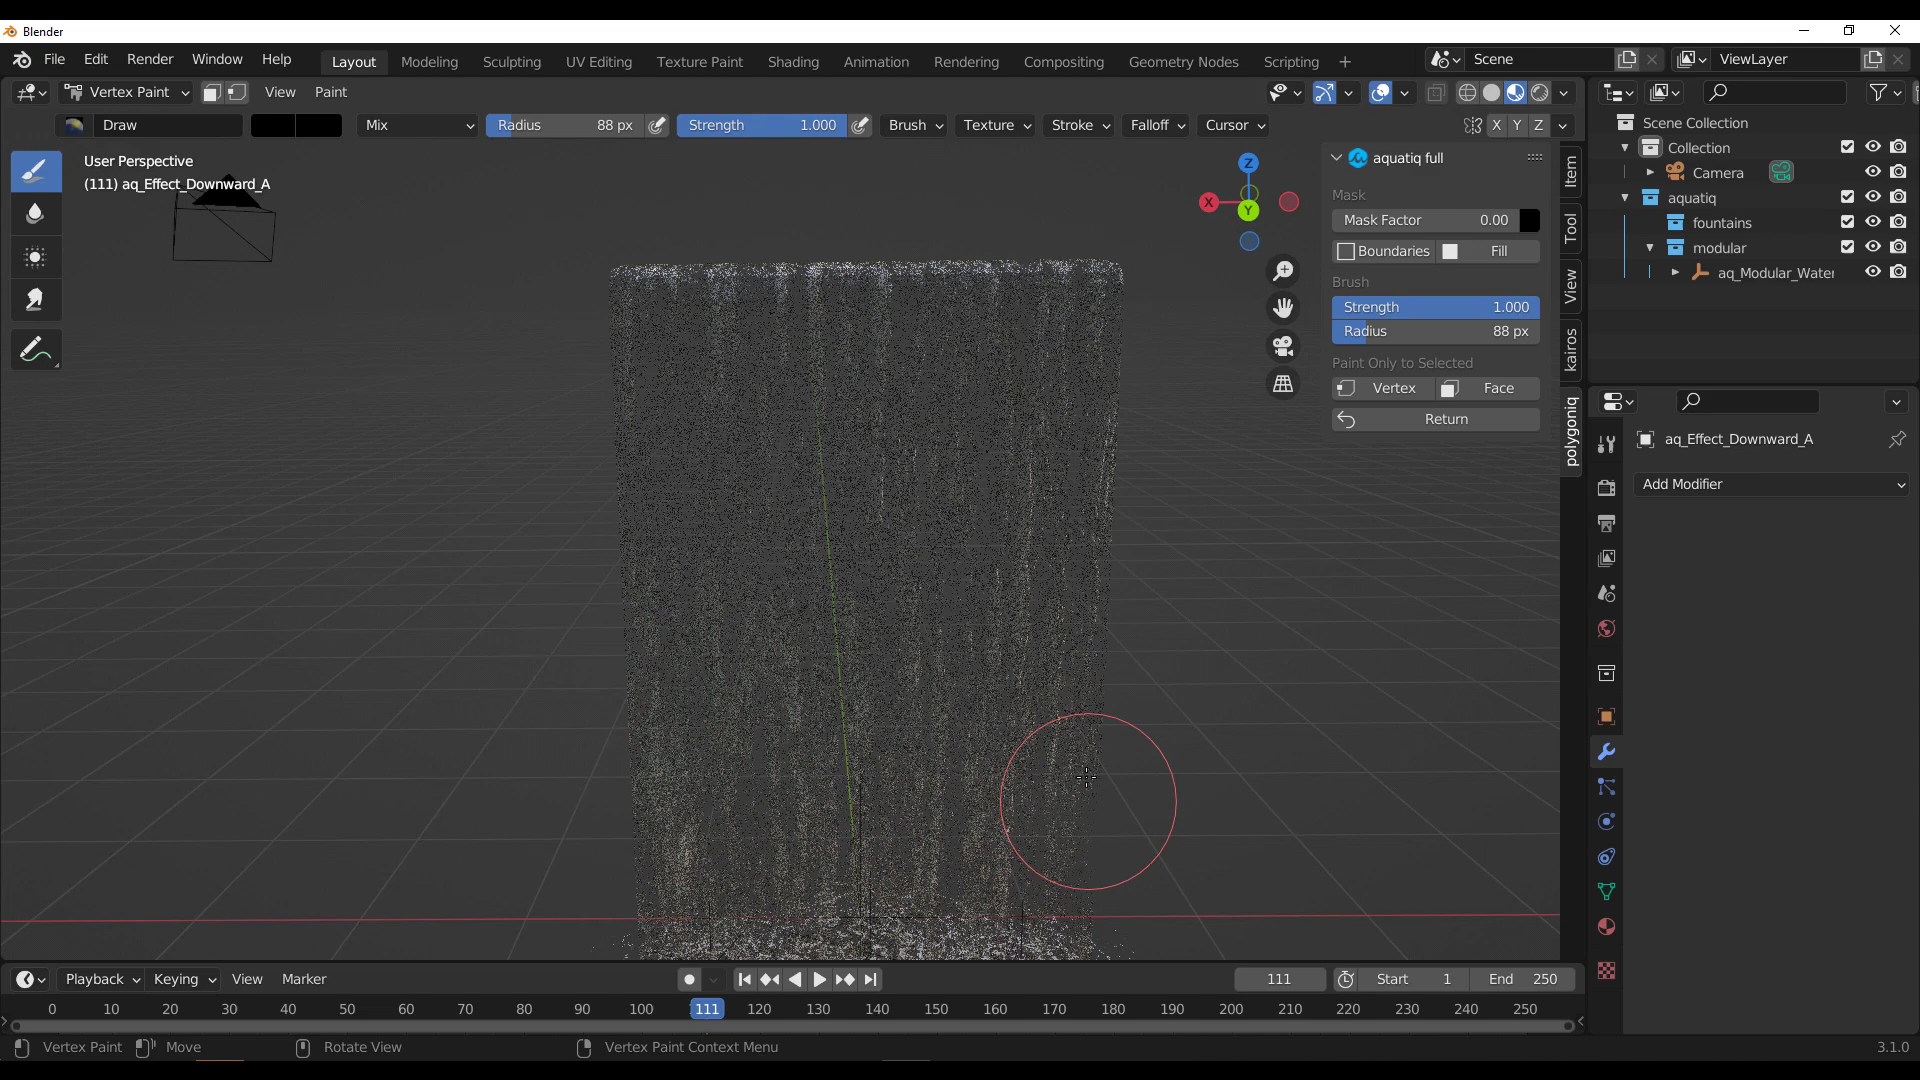 Blender
File Edit Render Window Help
Layout Modeling Sculpting UV Editing Texture Paint Shading Animation Rendering Compositing Geometry Nodes Scripting +
Scene
ViewLayer
Vertex Paint View Paint
Draw Mix Radius 88 px Strength 1.000 Brush Texture Stroke Falloff Cursor X Y Z
User Perspective
(111) aq_Effect_Downward_A
Z
X
Y
aquatiq full
Mask
Mask Factor 0.00
Boundaries Fill
Brush
Strength 1.000
Radius 88 px
Paint Only to Selected
Vertex Face
Return
Item
Tool
View
kairos
polygoniq
Scene Collection
Collection
Camera
aquatiq
fountains
modular
aq_Modular_Water
aq_Effect_Downward_A
Add Modifier
Playback Keying View Marker
111 Start 1 End 250
0 10 20 30 40 50 60 70 80 90 100 111 120 130 140 150 160 170 180 190 200 210 220 230 240 250
Vertex Paint Move Rotate View Vertex Paint Context Menu 3.1.0